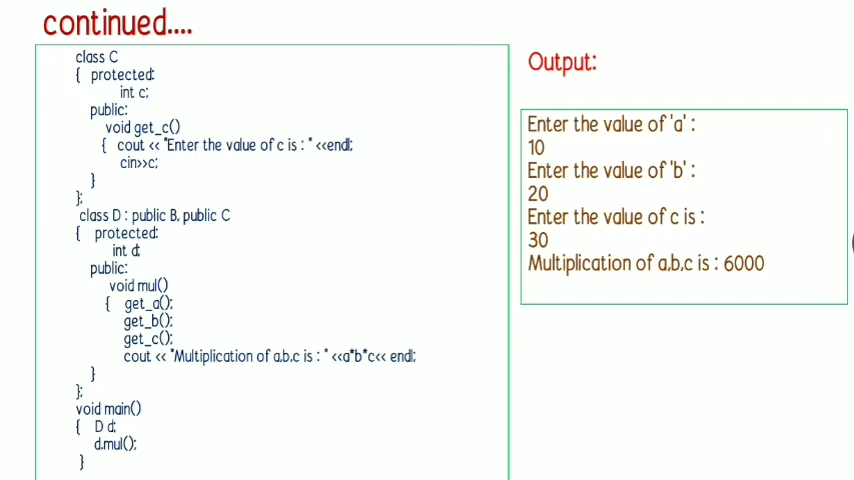 continued....
class C
{ protected:
int c;
public:
void get_c()
{ cout << "Enter the value of c is : " <<endl;
cin>>c;
}
};
class D : public B, public C
{ protected:
int d;
public:
void mul()
{ get_a();
get_b();
get_c();
cout << "Multiplication of a,b,c is : " <<a*b*c<< endl;
}
};
void main()
{ D d;
d.mul();
}
Output:
Enter the value of 'a' :
10
Enter the value of 'b' :
20
Enter the value of c is :
30
Multiplication of a,b,c is : 6000